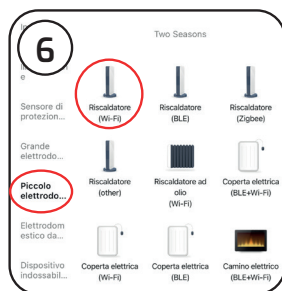 6
Two Seasons
e
Sensore di
protezion...
Grande
elettrodo...
Piccolo
elettrodo...
Elettrodom
estico da...
Dispositivo
indossabil...
Riscaldatore
(Wi-Fi)
Riscaldatore
(BLE)
Riscaldatore
(Zigbee)
Riscaldatore
(other)
Riscaldatore ad
olio
(Wi-Fi)
Coperta elettrica
(BLE+Wi-Fi)
Coperta elettrica
(Wi-Fi)
Coperta elettrica
(BLE)
Camino elettrico
(BLE+Wi-Fi)